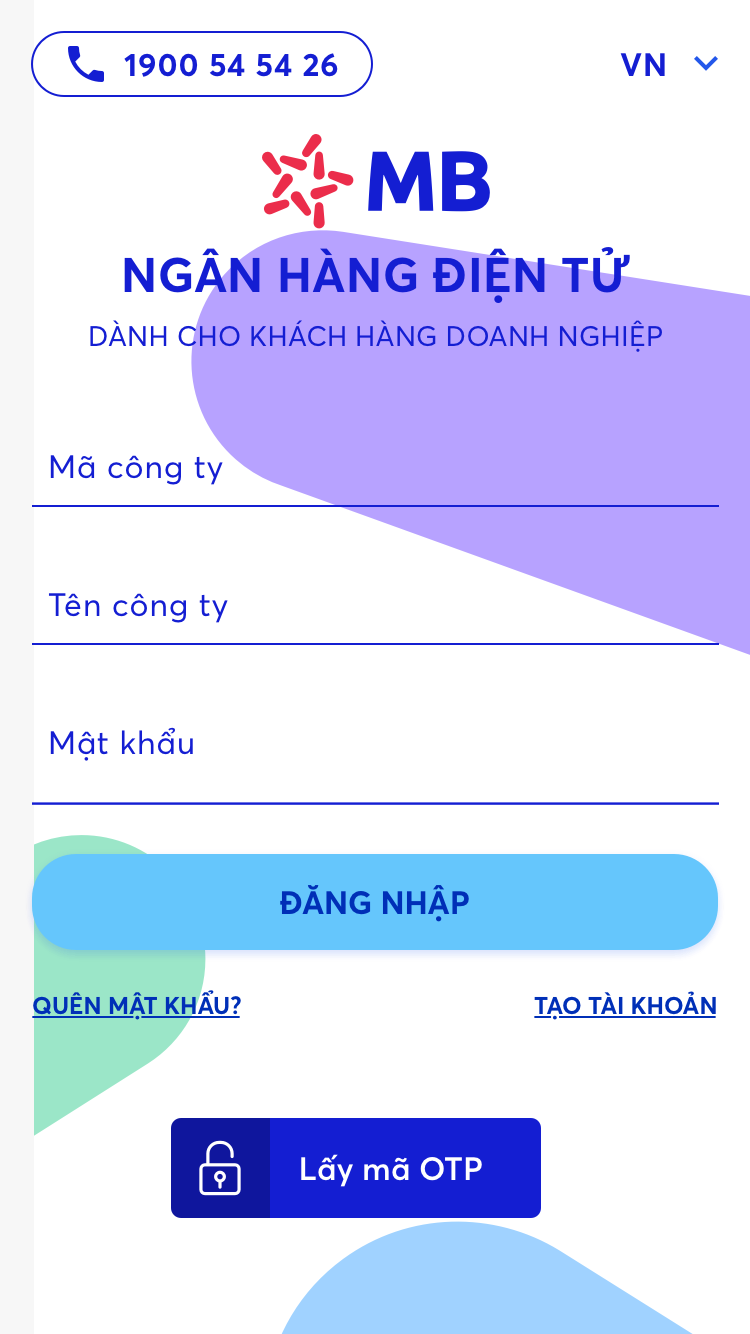 1900 54 54 26
VN
MB
NGÂN HÀNG ĐIỆN TỬ
DÀNH CHO KHÁCH HÀNG DOANH NGHIỆP
Mã công ty
Tên công ty
Mật khẩu
ĐĂNG NHẬP
QUÊN MẬT KHẨU?
TẠO TÀI KHOẢN
Lấy mã OTP